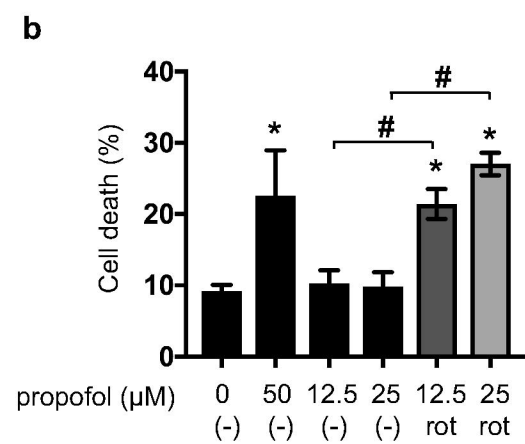 b
40
#
*
#
*
30
*
20
10
0
Cell death (%)
propofol (μM) 0 50 12.5 25 12.5 25
(-) (-) (-) (-) rot rot